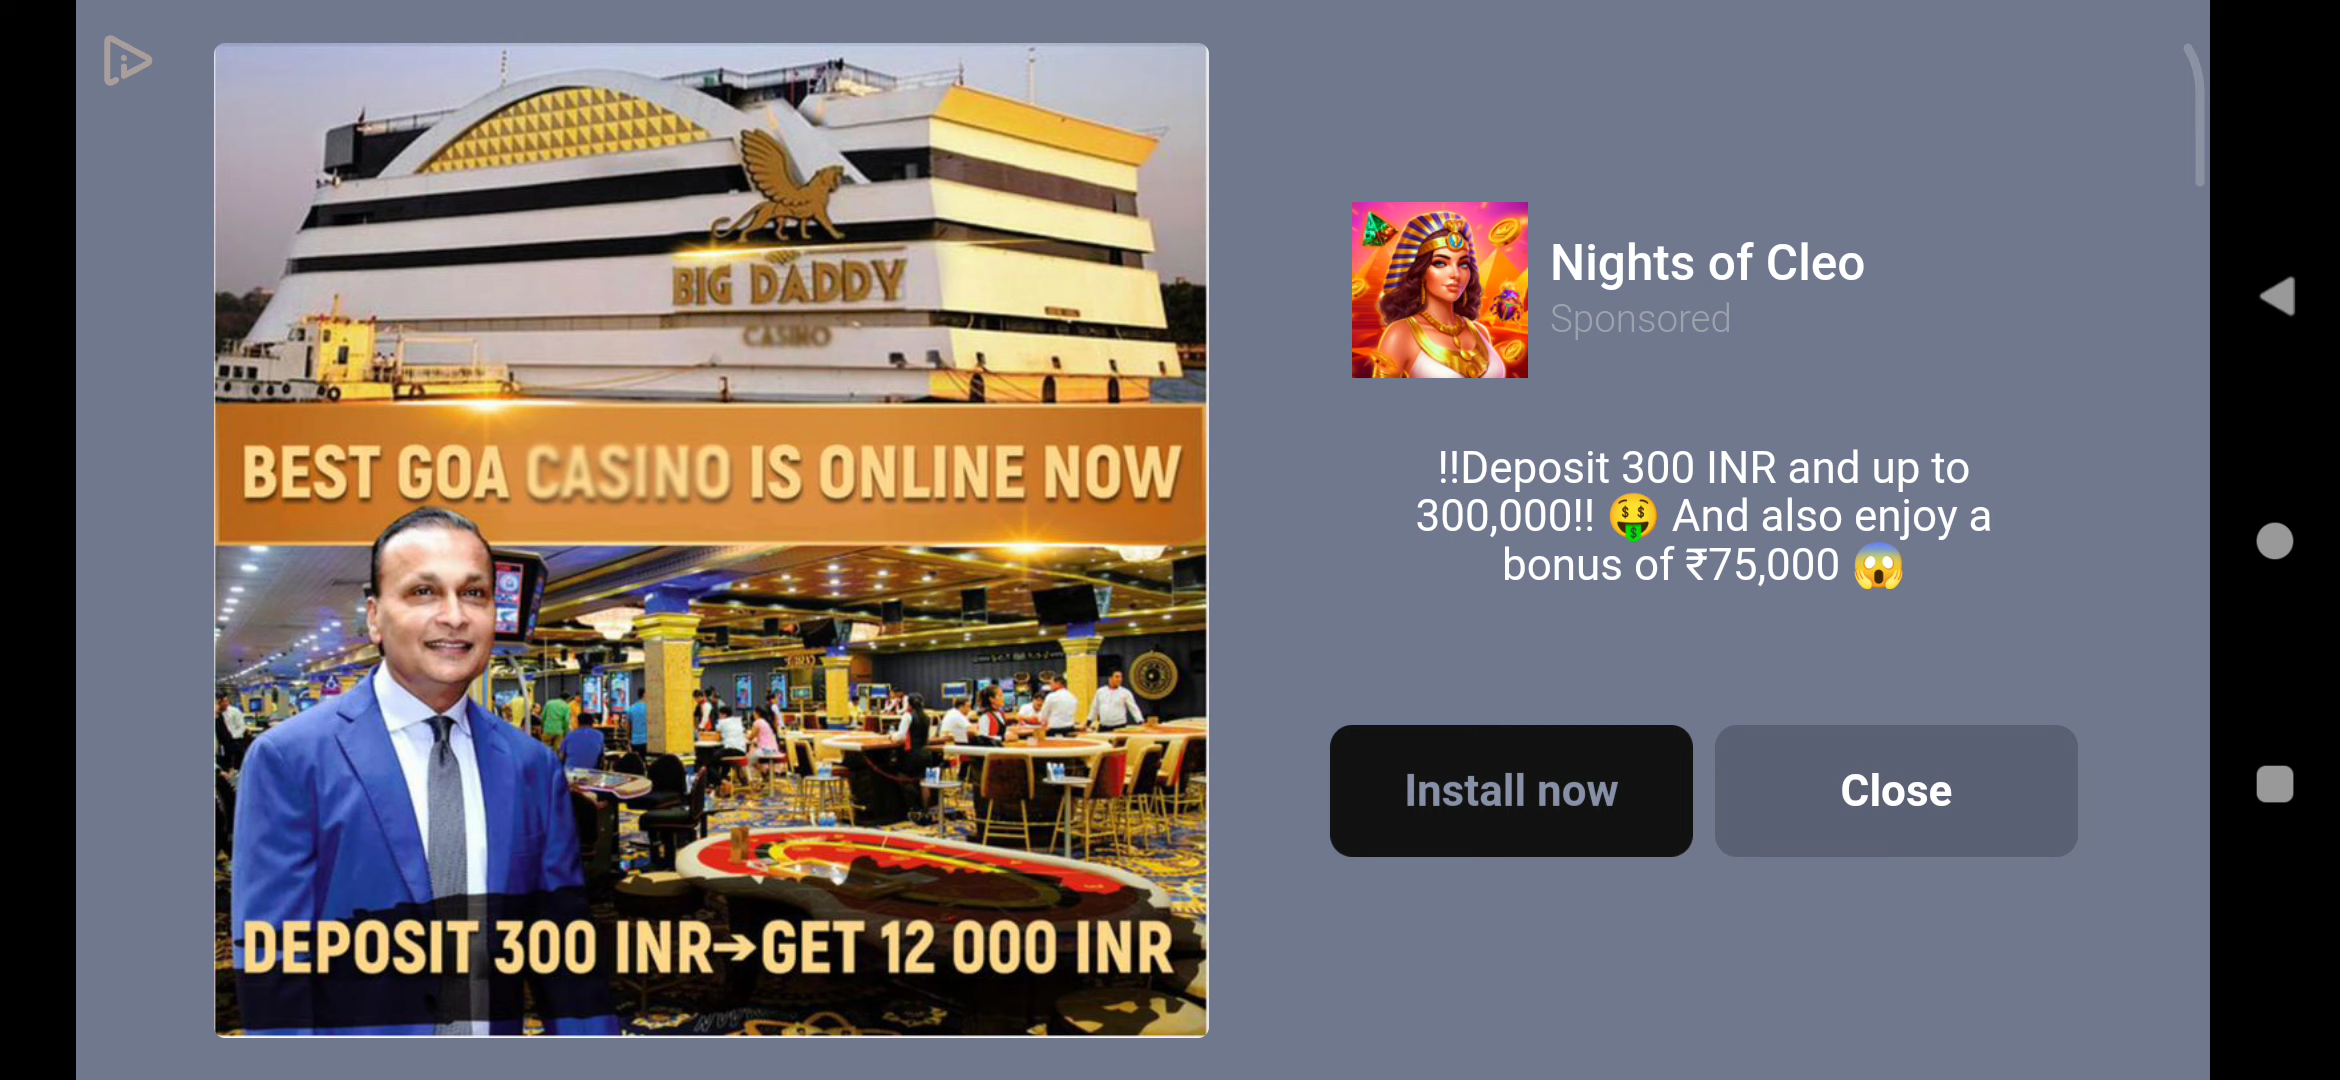 BIG DADDY
CASINO
BEST GOA CASINO IS ONLINE NOW
DEPOSIT 300 INR→GET 12 000 INR
Nights of Cleo
Sponsored
!!Deposit 300 INR and up to
300,000!! 🤑 And also enjoy a
bonus of ₹75,000 😱
Install now
Close